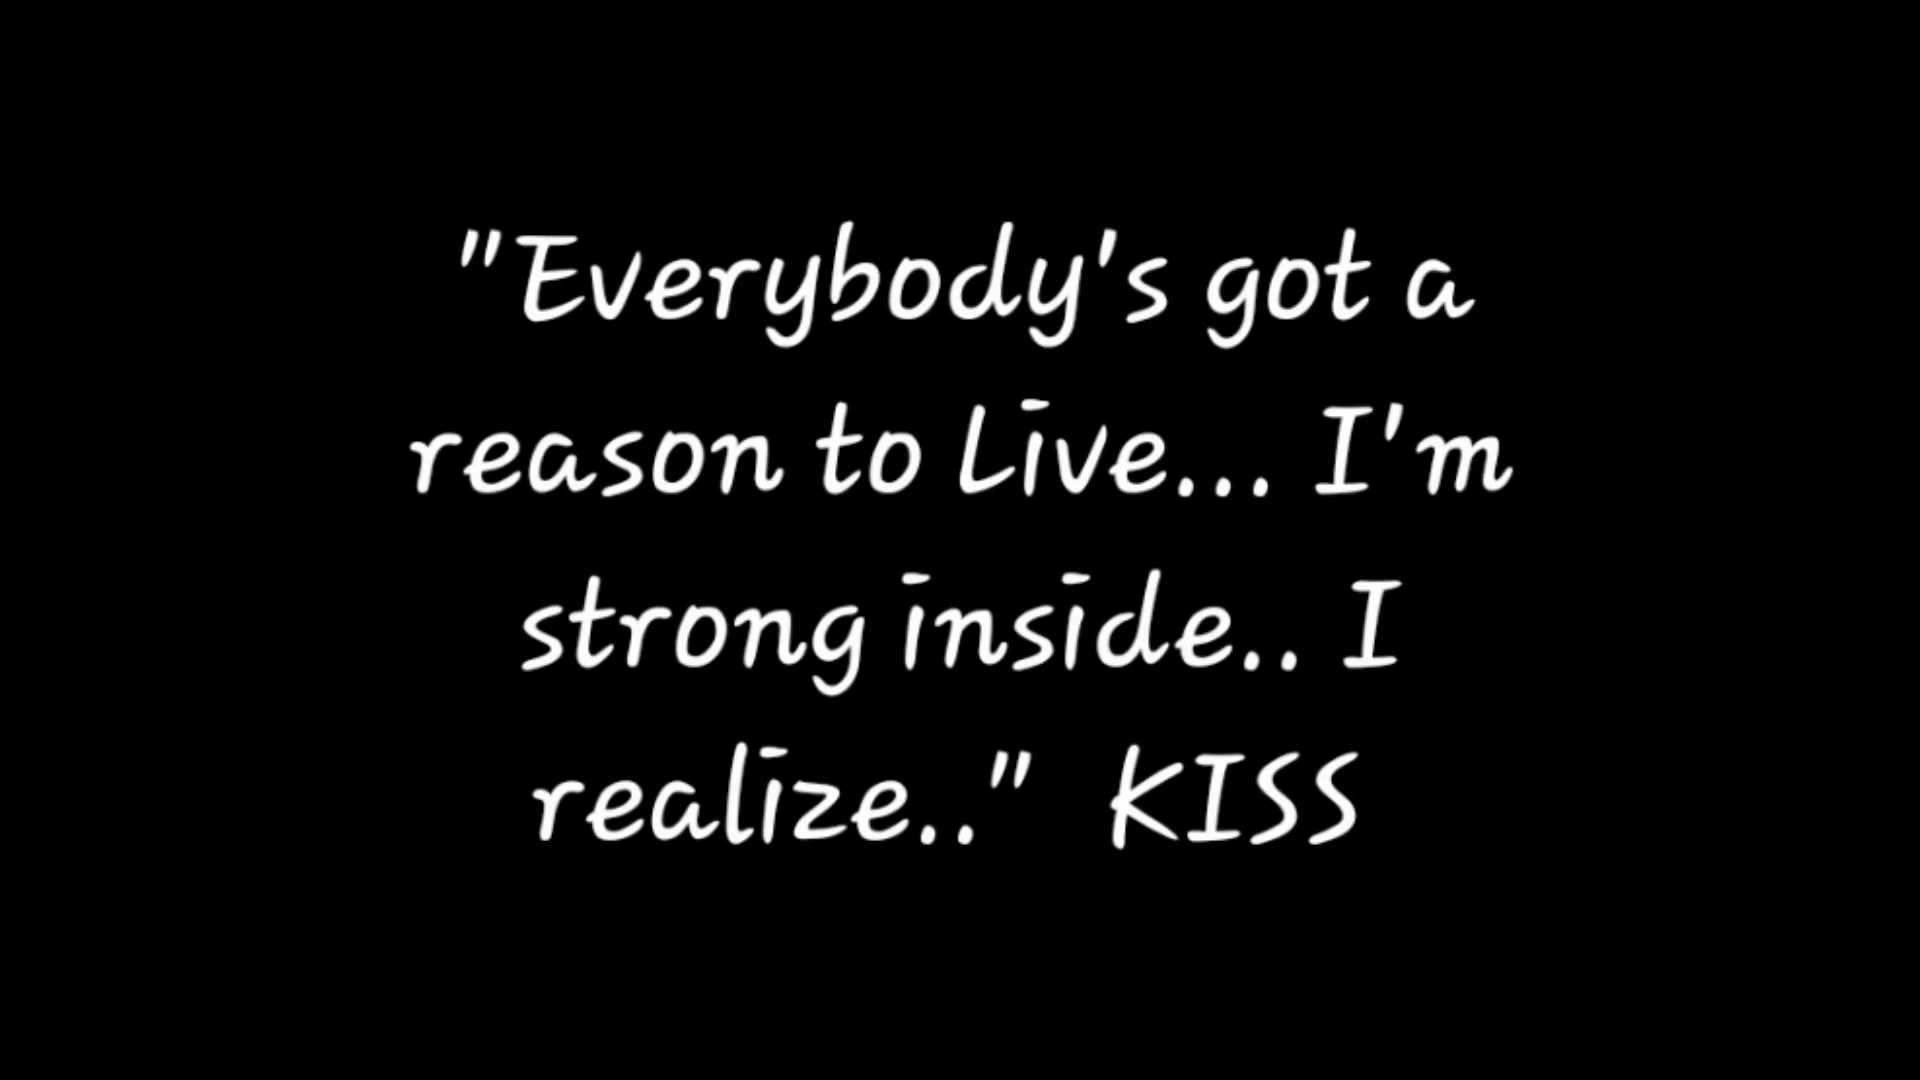 "Everybody's got a
reason to Live... I'm
strong inside.. I
realize.."  KISS